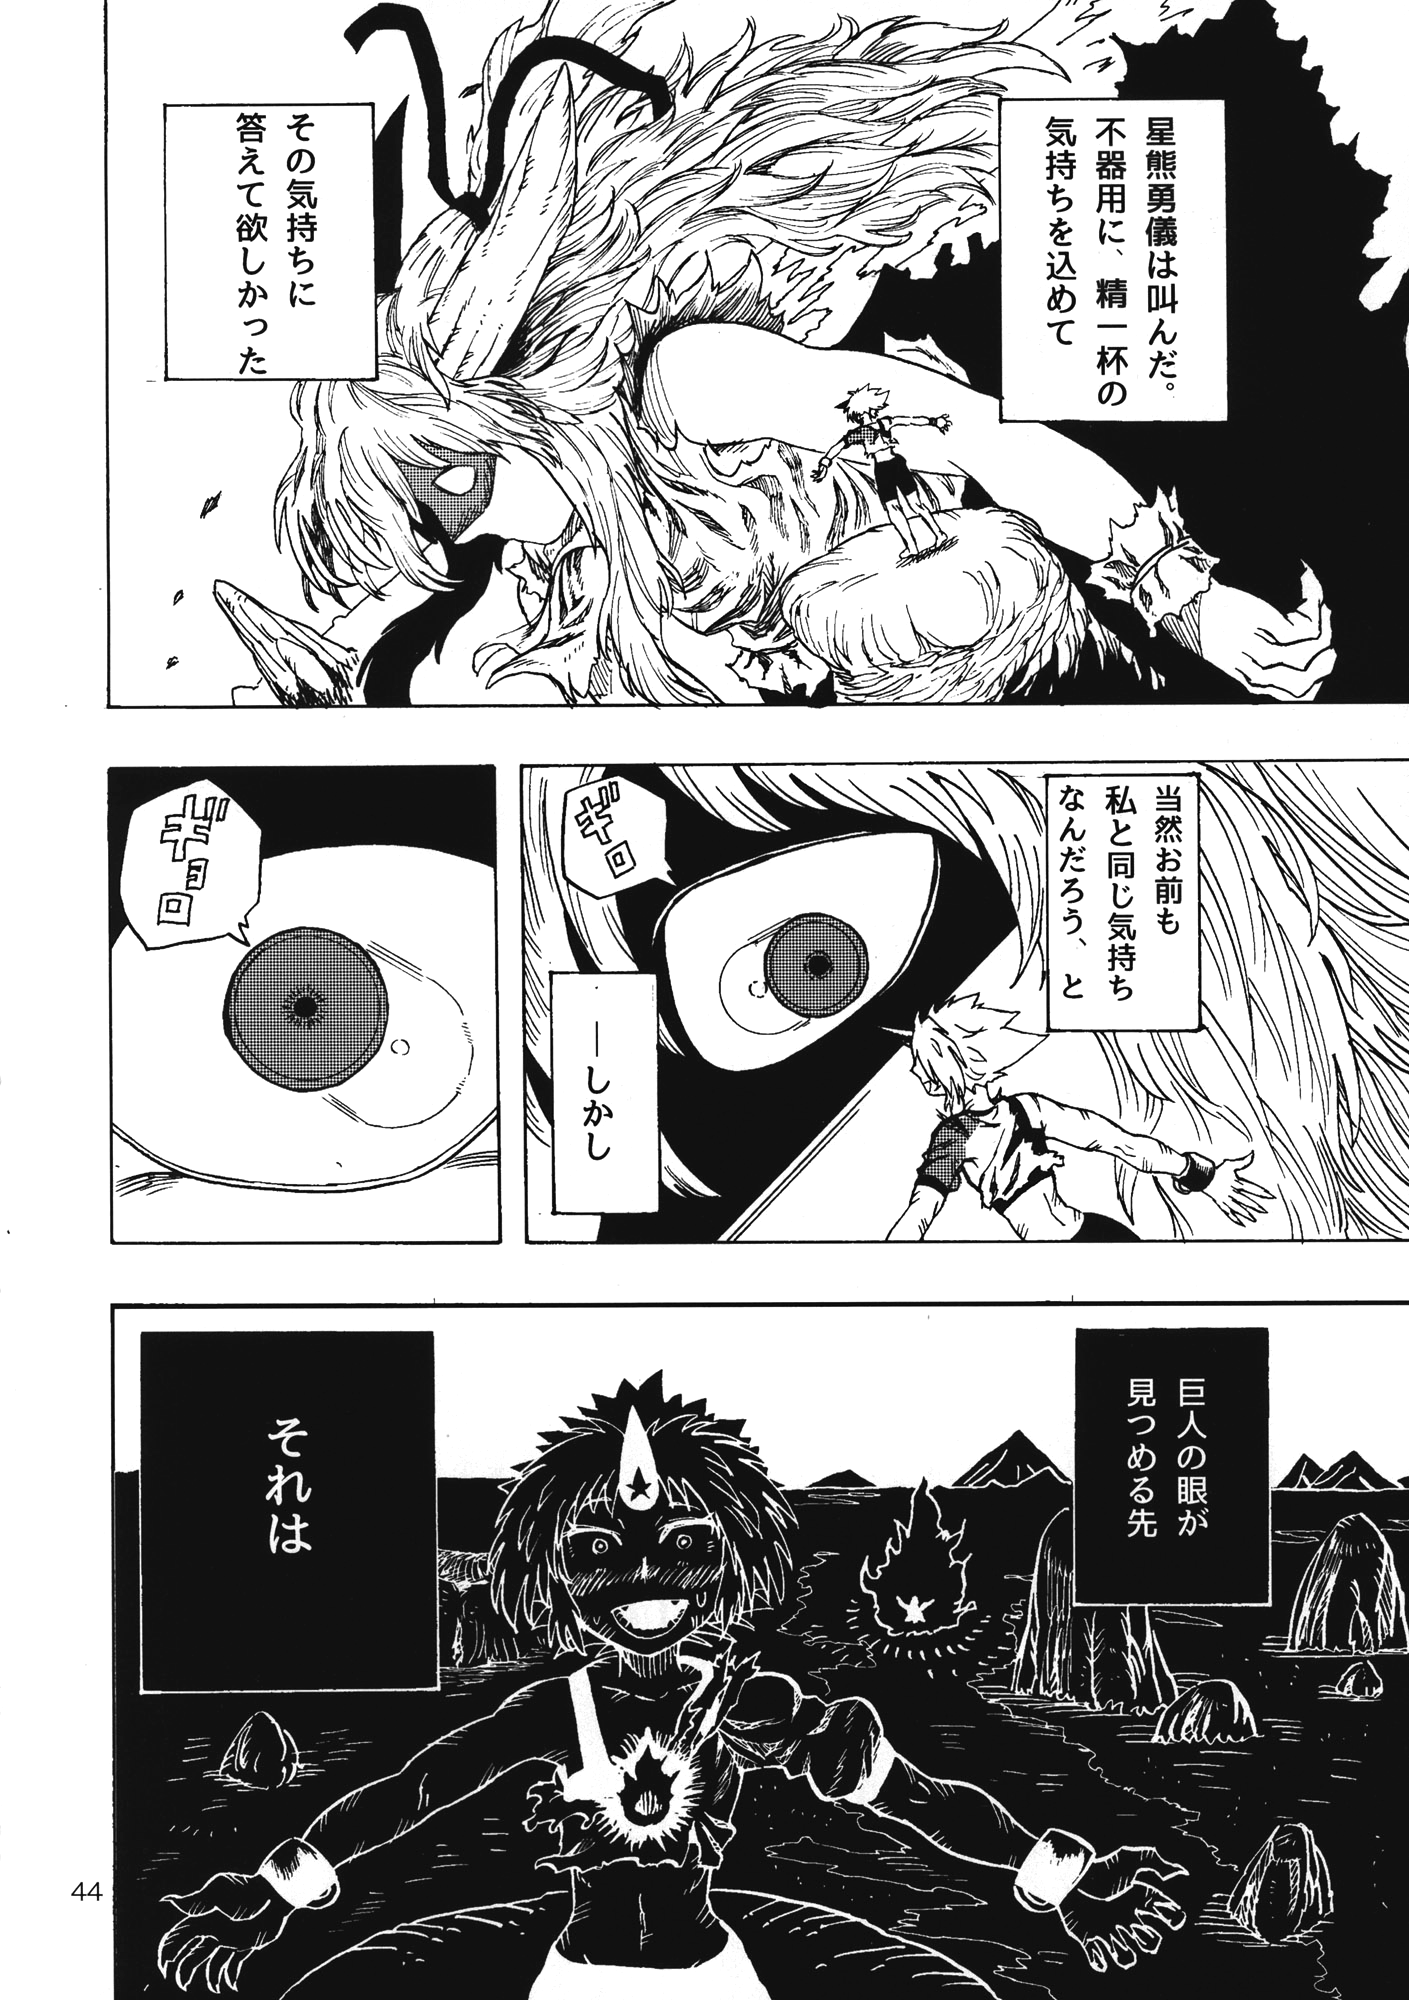 星熊勇儀は叫んだ。
不器用に、精一杯の
気持ちを込めて
その気持ちに
答えて欲しかった
当然お前も
私と同じ気持ち
なんだろう、と
ギョロ
―しかし
ギョロ
巨人の眼が
見つめる先
それは
44